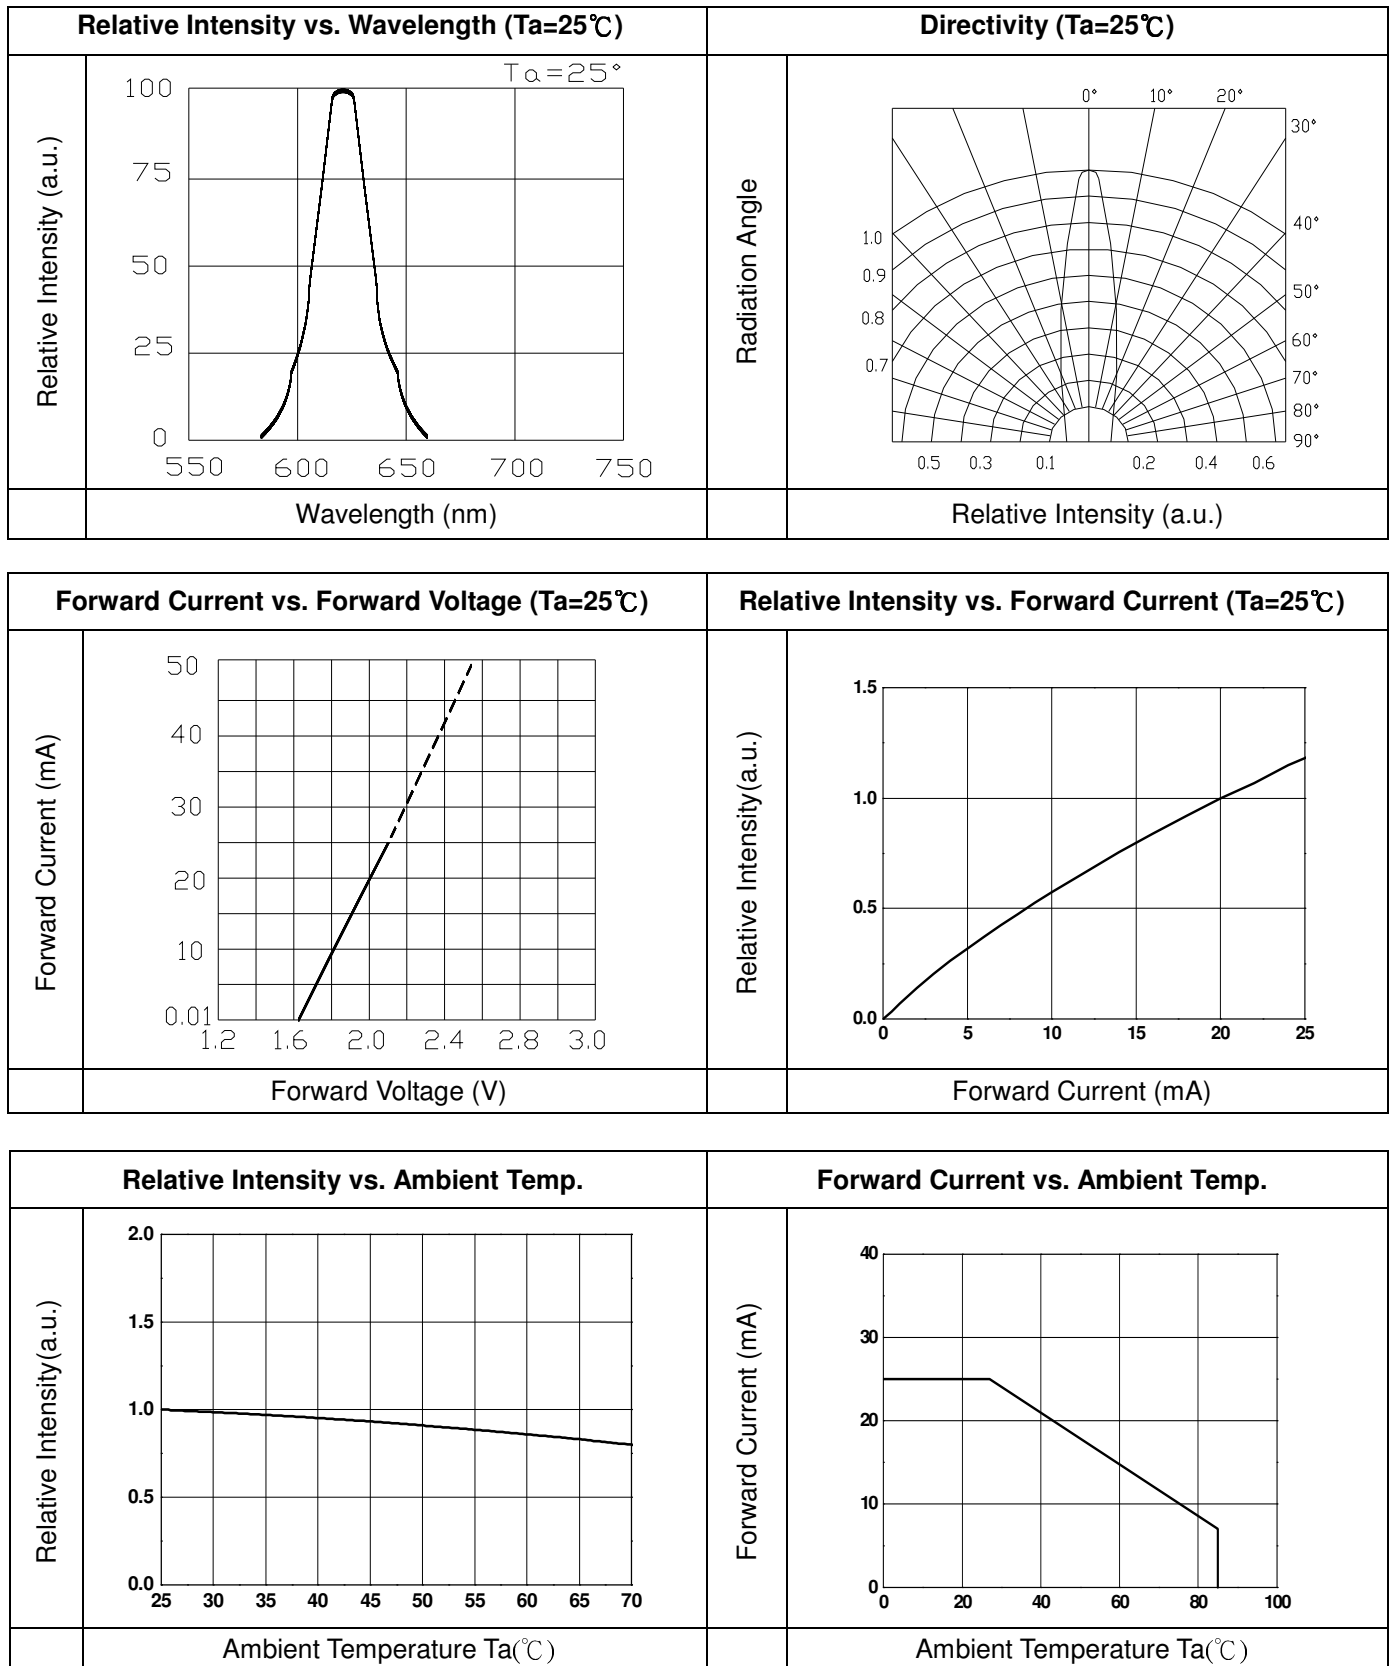 Relative Intensity vs. Wavelength (Ta=25℃)
Directivity (Ta=25℃)
Relative Intensity (a.u.)
Ta=25°
100
75
50
25
0
550 600 650 700 750
Wavelength (nm)
Radiation Angle
0° 10° 20°
30°
40°
50°
60°
70°
80°
90°
1.0
0.9
0.8
0.7
0.5 0.3 0.1 0.2 0.4 0.6
Relative Intensity (a.u.)
Forward Current vs. Forward Voltage (Ta=25℃)
Relative Intensity vs. Forward Current (Ta=25℃)
Forward Current (mA)
50
40
30
20
10
0.01
1.2 1.6 2.0 2.4 2.8 3.0
Forward Voltage (V)
Relative Intensity(a.u.)
1.5
1.0
0.5
0.0
0 5 10 15 20 25
Forward Current (mA)
Relative Intensity vs. Ambient Temp.
Forward Current vs. Ambient Temp.
Relative Intensity(a.u.)
2.0
1.5
1.0
0.5
0.0
25 30 35 40 45 50 55 60 65 70
Ambient Temperature Ta(℃)
Forward Current (mA)
40
30
20
10
0
0 20 40 60 80 100
Ambient Temperature Ta(℃)